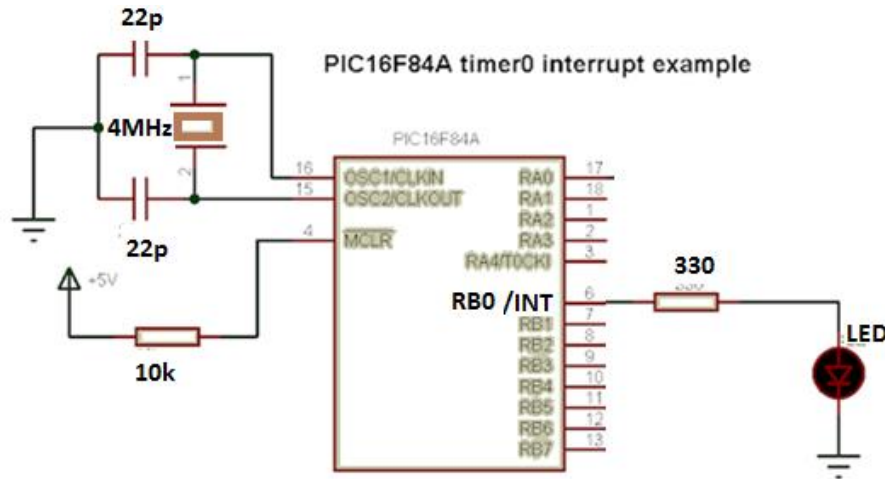 22p
PIC16F84A timer0 interrupt example
4MHz
1
2
PIC16F84A
16 OSC1/CLKIN
15 OSC2/CLKOUT
4 MCLR
22p
+5V
10k
RA0 17
RA1 18
RA2 1
RA3 2
RA4/T0CKI 3
RB0 /INT 6
RB1 7
RB2 8
RB3 9
RB4 10
RB5 11
RB6 12
RB7 13
330
LED